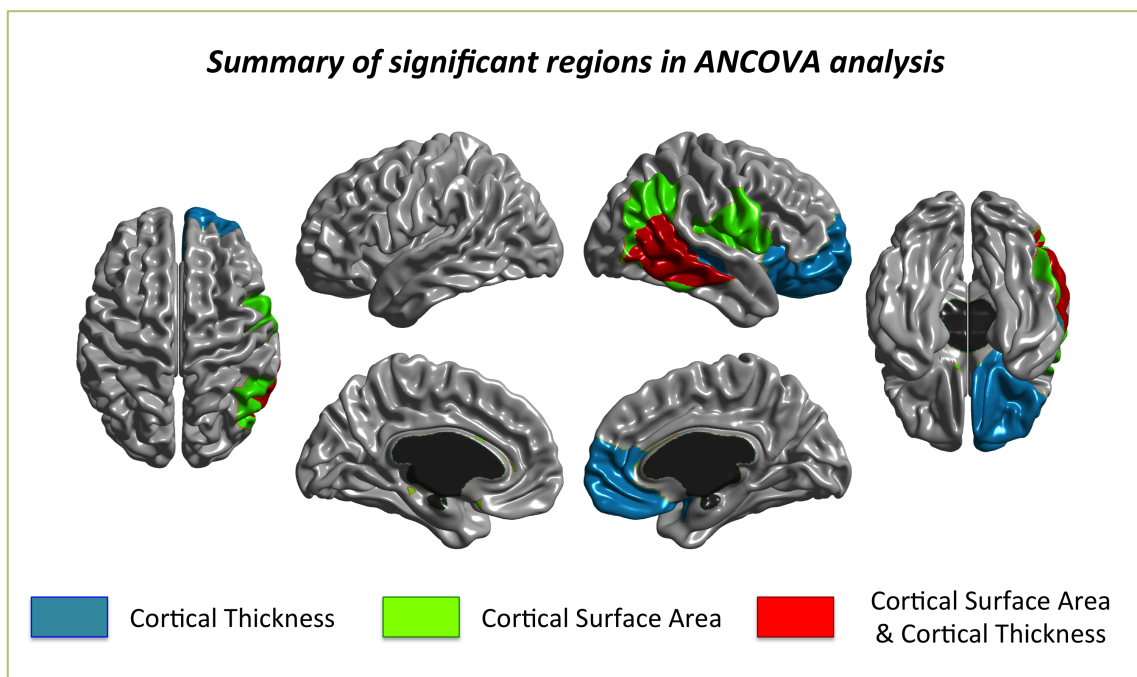 Summary of significant regions in ANCOVA analysis
Cortical Thickness
Cortical Surface Area
Cortical Surface Area
& Cortical Thickness